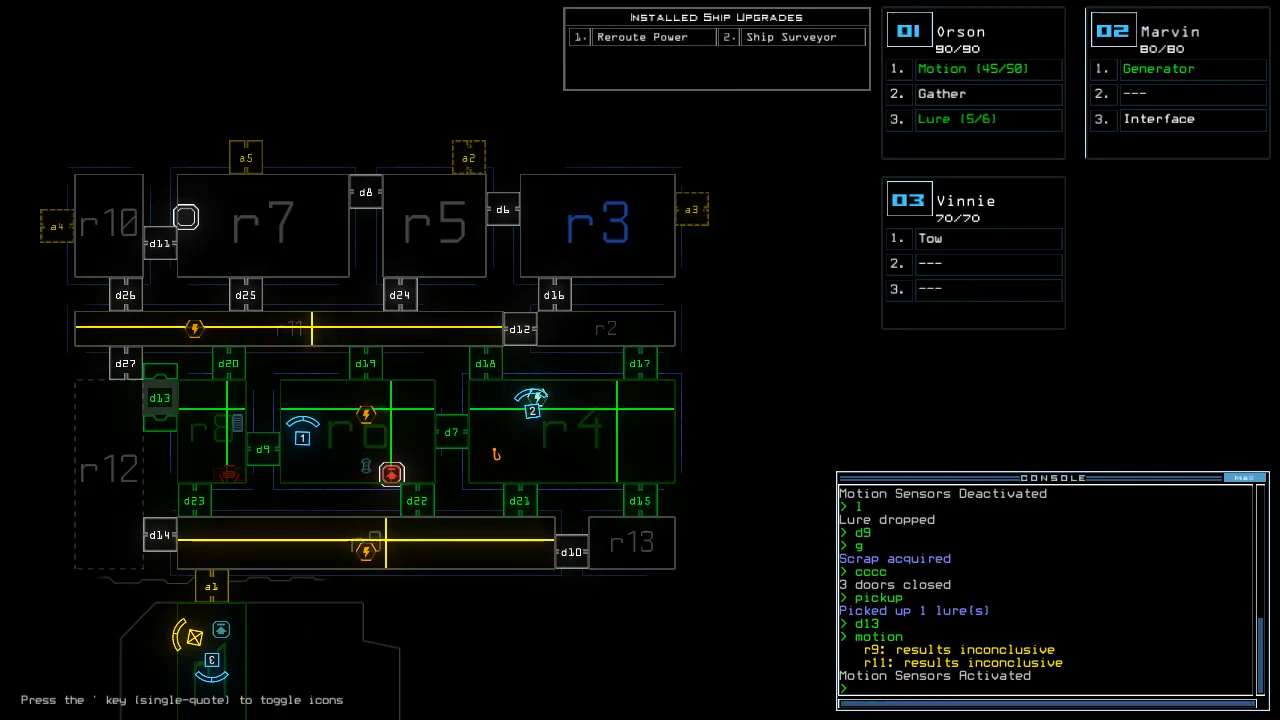 INSTALLED SHIP UPGRADES
1. Reroute Power 2. Ship Surveyor
01 Orson
90/90
1. Motion (45/50)
2. Gather
3. Lure (5/6)
02 Marvin
80/80
1. Generator
2. ---
3. Interface
03 Vinnie
70/70
1. Tow
2. ---
3. ---
a5 a2
a4 r10 d11 r7 d8 r5 d6 r3 a3
d26 d25 d24 d16
r11 d12 r2
d27 d20 d19 d18 d17
d13 r8 d9 1 r6 d7 2 r4
r12
d23 d22 d21 d15
d14 d10 r13
a1
3
CONSOLE
MAX
Motion Sensors Deactivated
> l
Lure dropped
> d9
> g
Scrap acquired
> cccc
3 doors closed
> pickup
Picked up 1 lure(s)
> d13
> motion
r9: results inconclusive
r11: results inconclusive
Motion Sensors Activated
>
Press the ' key (single-quote) to toggle icons